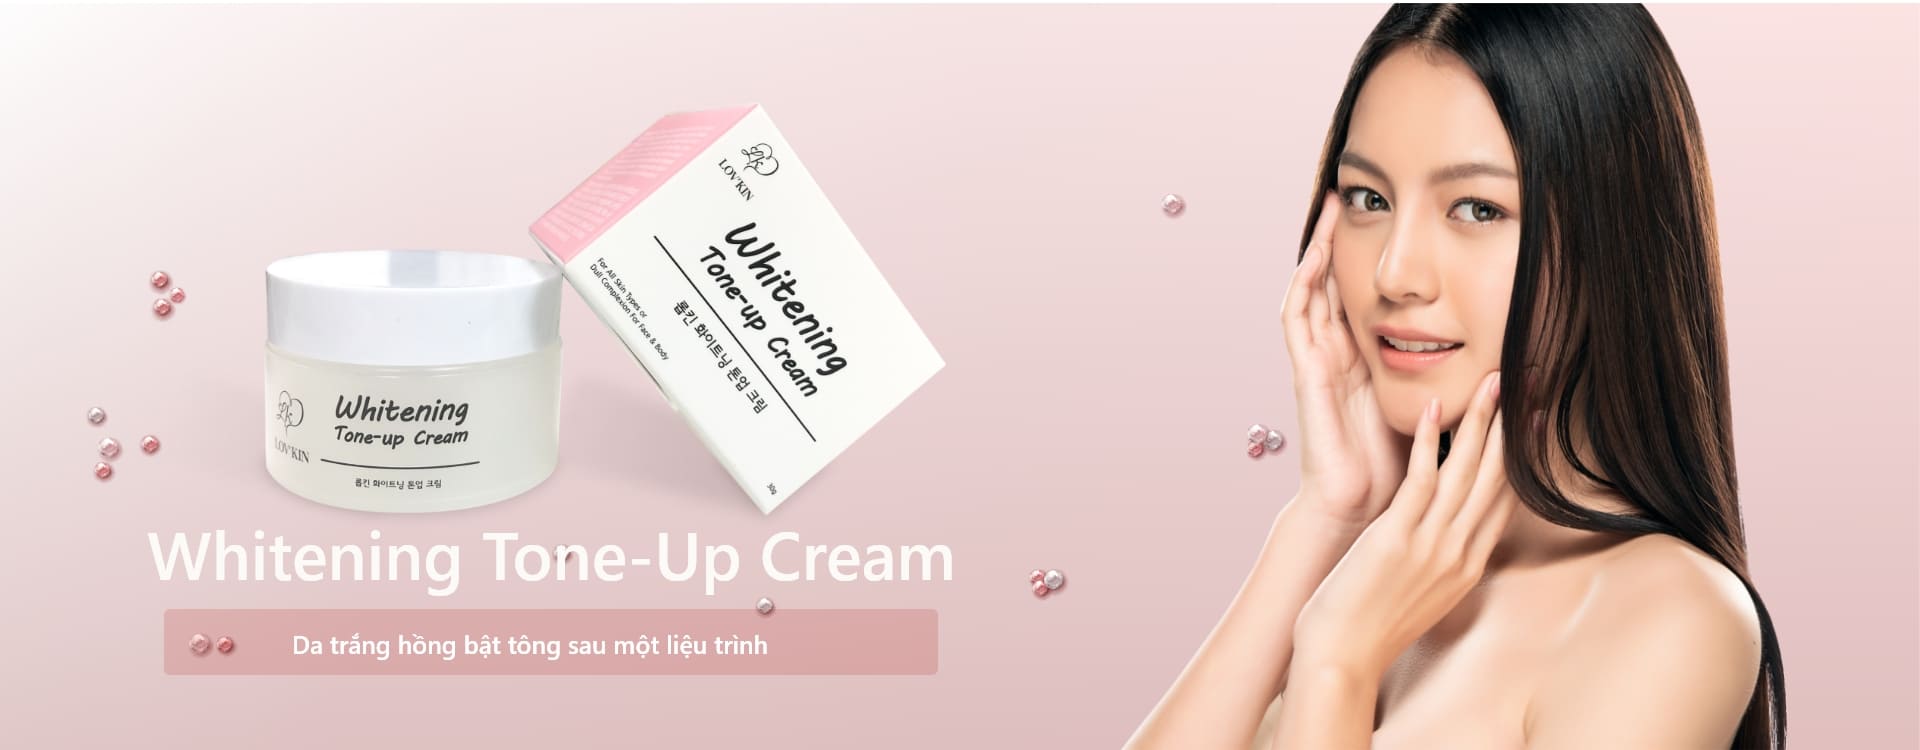 LOV'KIN
Whitening
Tone-up Cream
For All Skin Types or
Dull Complexion For Face & Body
롭킨 화이트닝 톤업 크림
30g
LOV'KIN
Whitening
Tone-up Cream
롭킨 화이트닝 톤업 크림
Whitening Tone-Up Cream
Da trắng hồng bật tông sau một liệu trình